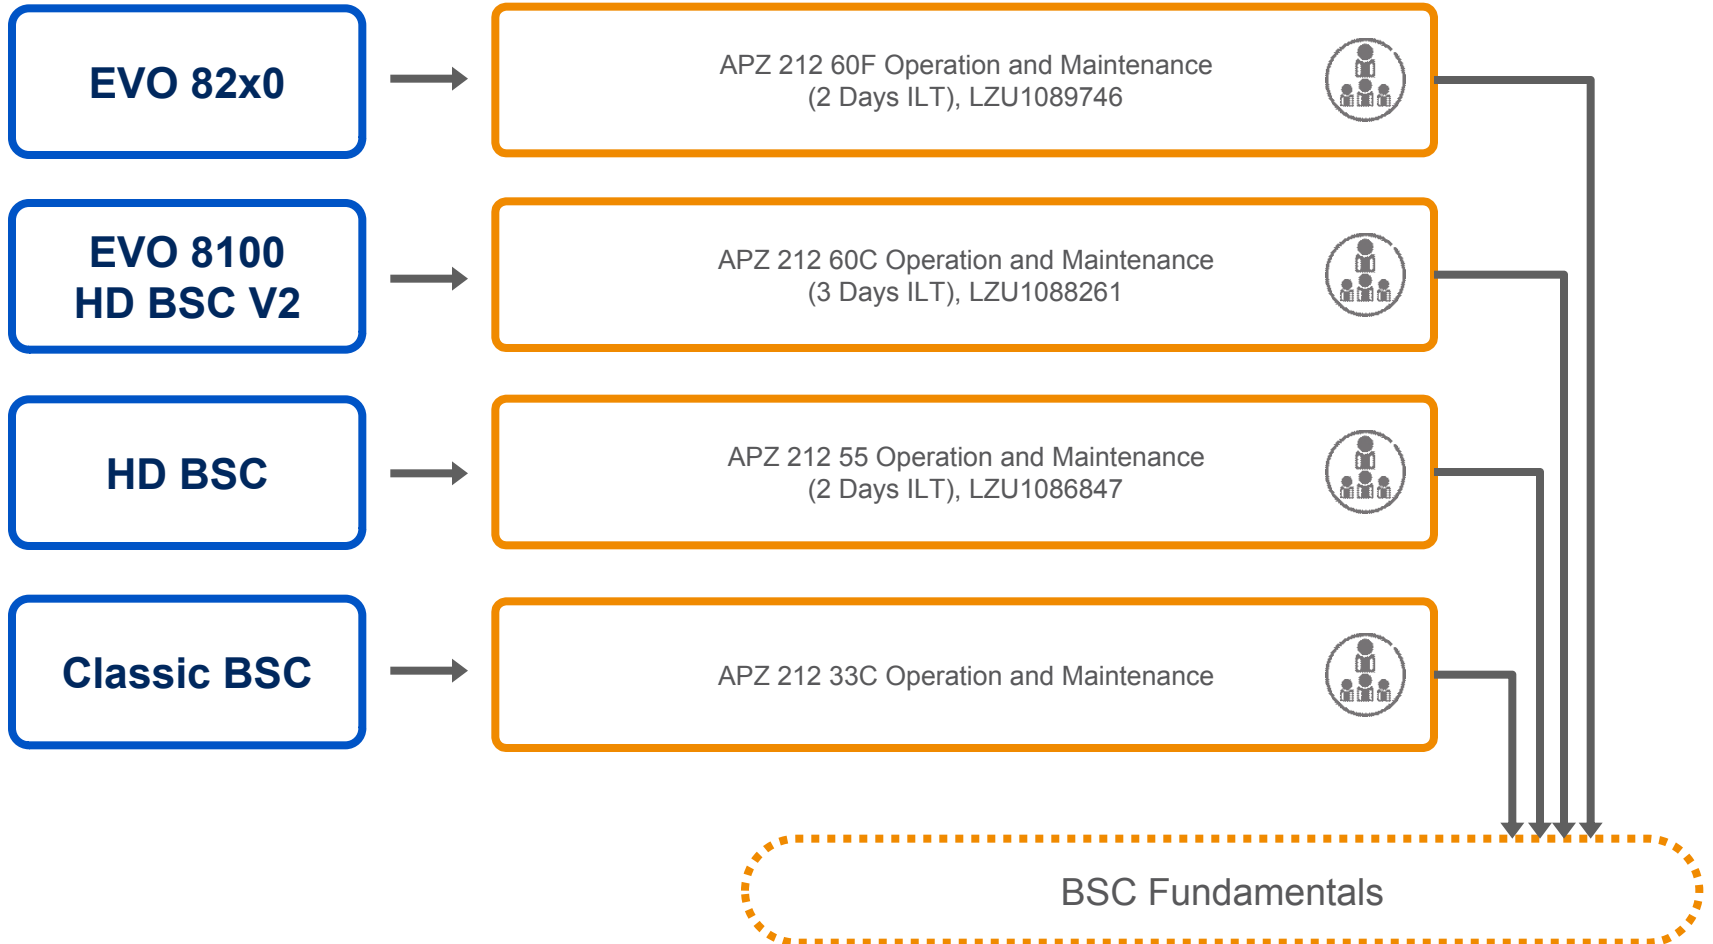 EVO 82x0
APZ 212 60F Operation and Maintenance
(2 Days ILT), LZU1089746
EVO 8100
HD BSC V2
APZ 212 60C Operation and Maintenance
(3 Days ILT), LZU1088261
HD BSC
APZ 212 55 Operation and Maintenance
(2 Days ILT), LZU1086847
Classic BSC
APZ 212 33C Operation and Maintenance
BSC Fundamentals